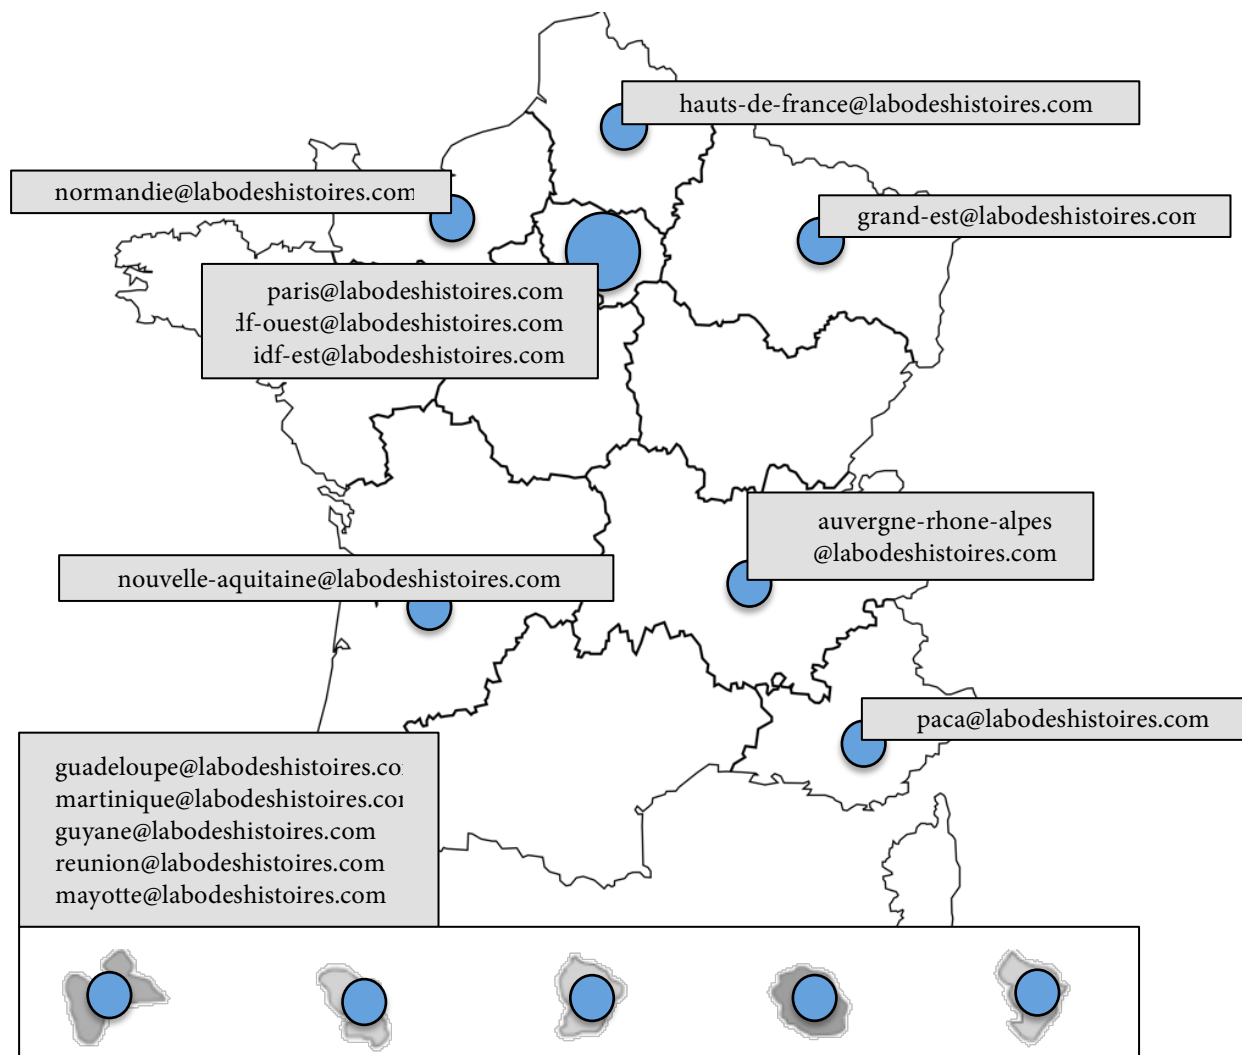 hauts-de-france@labodeshistoires.com
normandie@labodeshistoires.com
grand-est@labodeshistoires.com
paris@labodeshistoires.com
df-ouest@labodeshistoires.com
idf-est@labodeshistoires.com
auvergne-rhone-alpes
@labodeshistoires.com
nouvelle-aquitaine@labodeshistoires.com
paca@labodeshistoires.com
guadeloupe@labodeshistoires.co
martinique@labodeshistoires.com
guyane@labodeshistoires.com
reunion@labodeshistoires.com
mayotte@labodeshistoires.com